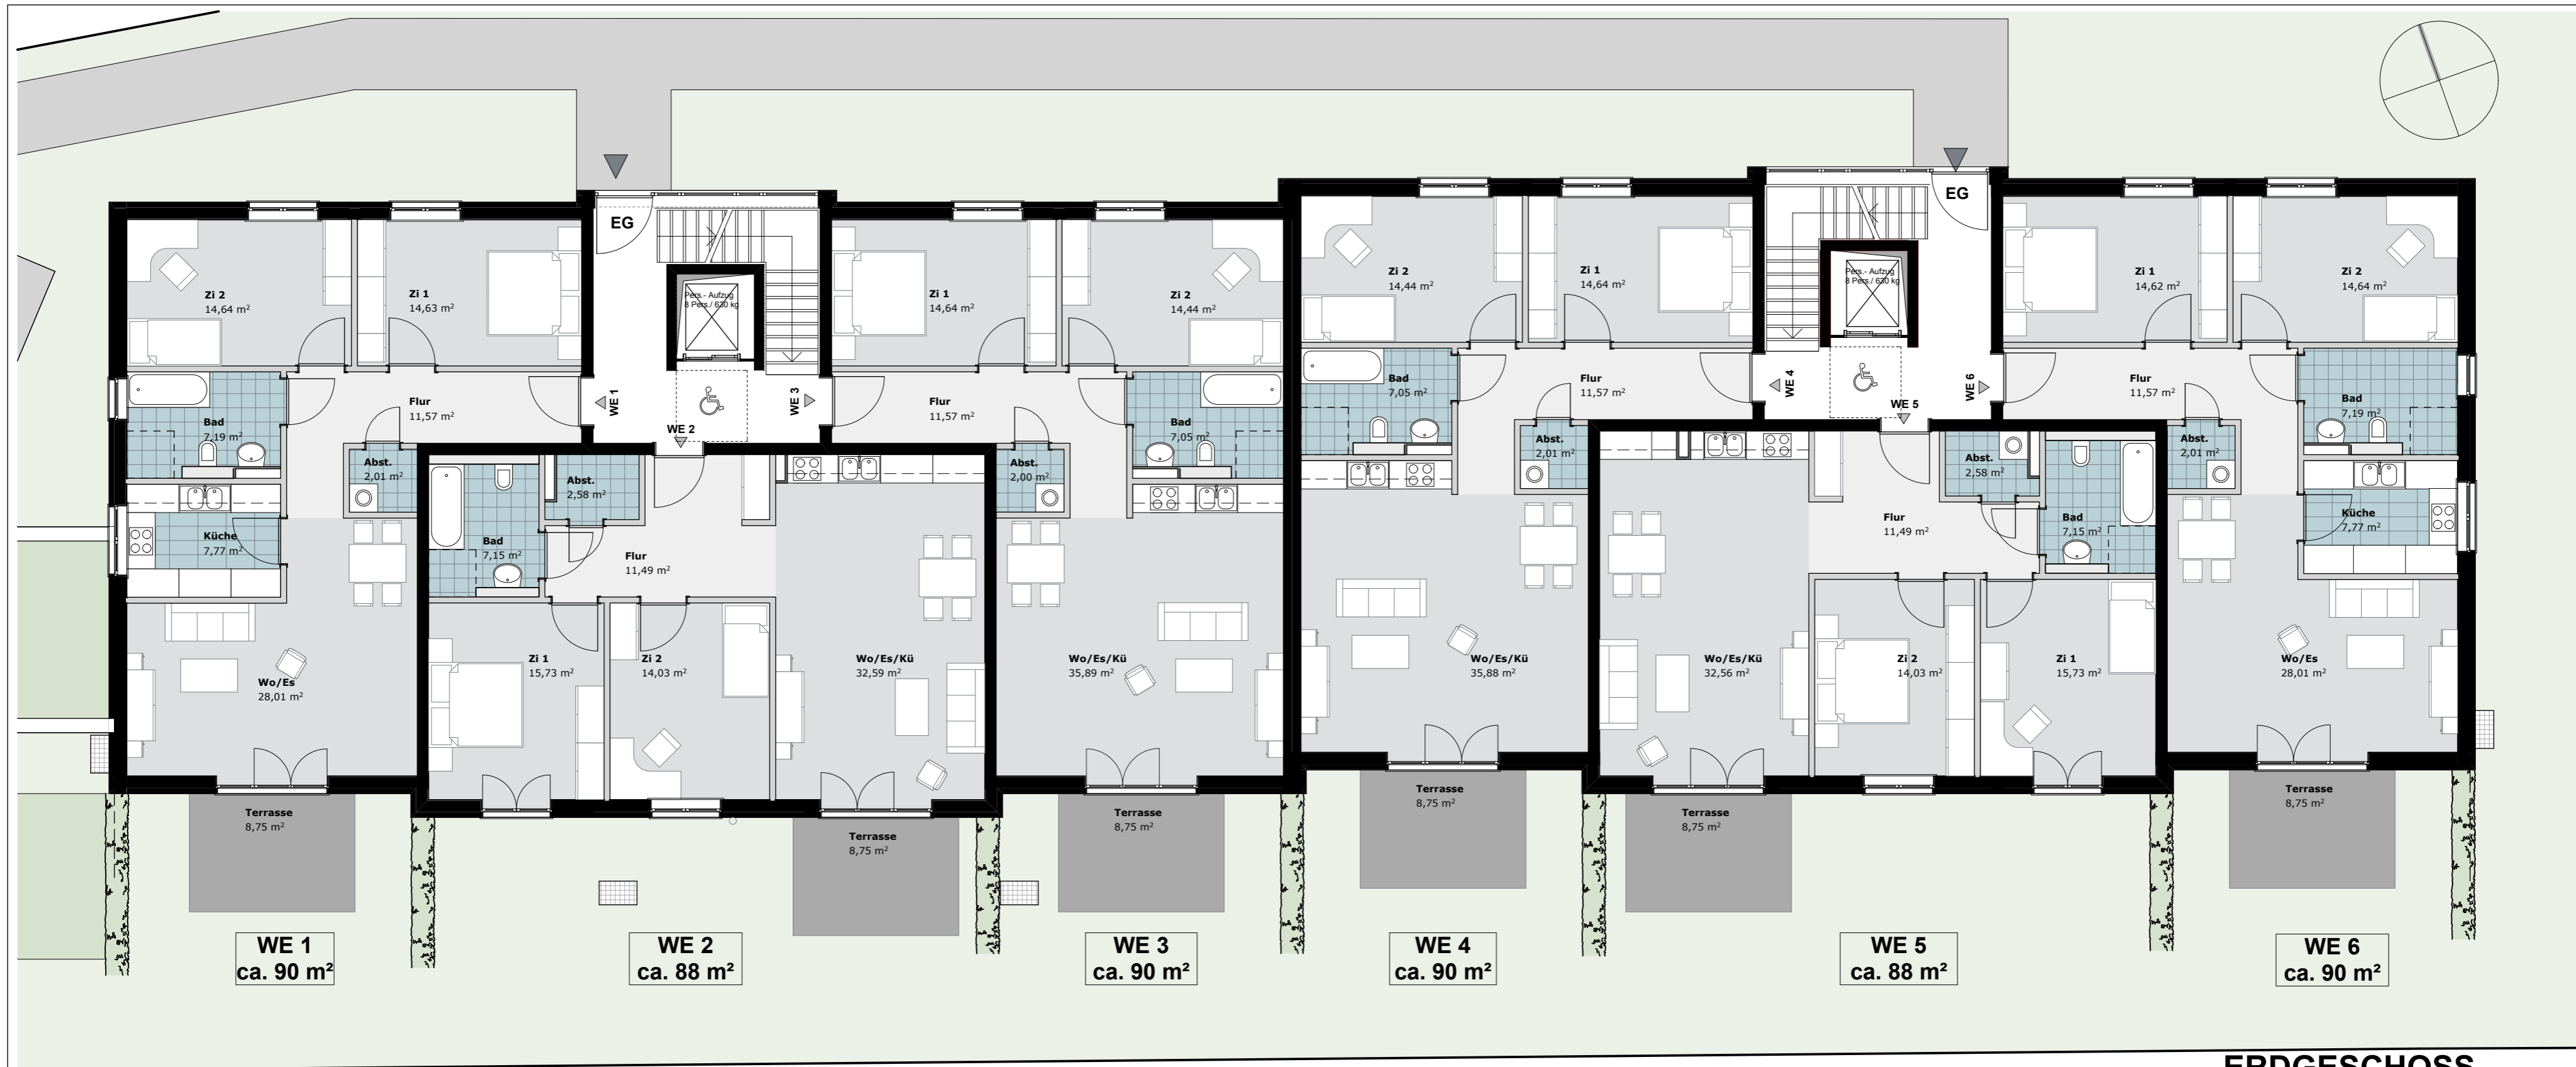 EG
Pers.- Aufzug
8 Pers./ 630 kg
WE 1
WE 2
WE 3
Zi 2
14,64 m²
Zi 1
14,63 m²
Bad
7,19 m²
Flur
11,57 m²
Abst.
2,01 m²
Küche
7,77 m²
Wo/Es
28,01 m²
Terrasse
8,75 m²
Bad
7,15 m²
Abst.
2,58 m²
Flur
11,49 m²
Zi 1
15,73 m²
Zi 2
14,03 m²
Wo/Es/Kü
32,59 m²
Terrasse
8,75 m²
Zi 1
14,64 m²
Zi 2
14,44 m²
Flur
11,57 m²
Bad
7,05 m²
Abst.
2,00 m²
Wo/Es/Kü
35,89 m²
Terrasse
8,75 m²
EG
Pers.- Aufzug
8 Pers./ 630 kg
WE 4
WE 5
WE 6
Zi 2
14,44 m²
Zi 1
14,64 m²
Bad
7,05 m²
Flur
11,57 m²
Abst.
2,01 m²
Wo/Es/Kü
35,88 m²
Terrasse
8,75 m²
Abst.
2,58 m²
Flur
11,49 m²
Bad
7,15 m²
Wo/Es/Kü
32,56 m²
Zi 2
14,03 m²
Zi 1
15,73 m²
Terrasse
8,75 m²
Zi 1
14,62 m²
Zi 2
14,64 m²
Flur
11,57 m²
Bad
7,19 m²
Abst.
2,01 m²
Küche
7,77 m²
Wo/Es
28,01 m²
Terrasse
8,75 m²
WE 1
ca. 90 m²
WE 2
ca. 88 m²
WE 3
ca. 90 m²
WE 4
ca. 90 m²
WE 5
ca. 88 m²
WE 6
ca. 90 m²
ERDGESCHOSS